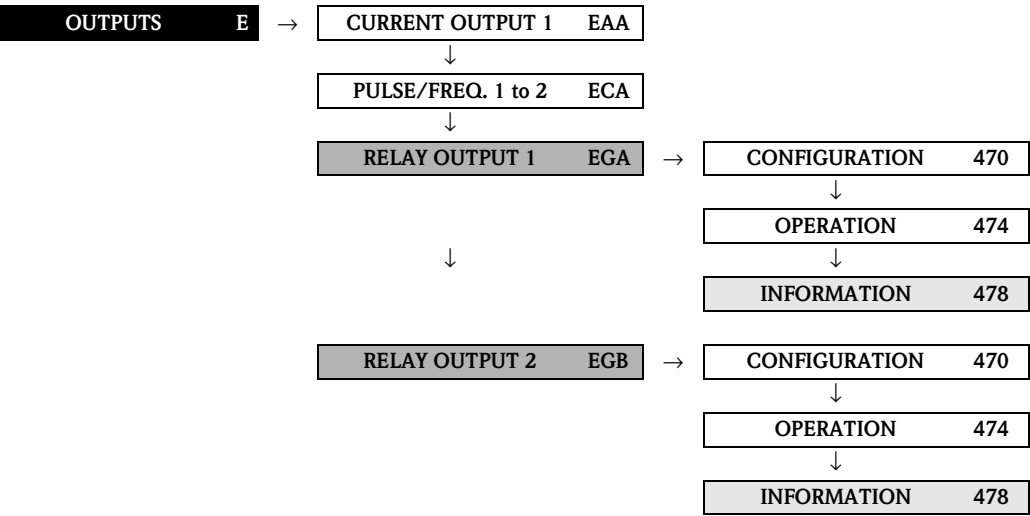 OUTPUTS E → CURRENT OUTPUT 1 EAA
↓
PULSE/FREQ. 1 to 2 ECA
↓
RELAY OUTPUT 1 EGA → CONFIGURATION 470
↓
OPERATION 474
↓ ↓
INFORMATION 478
RELAY OUTPUT 2 EGB → CONFIGURATION 470
↓
OPERATION 474
↓
INFORMATION 478